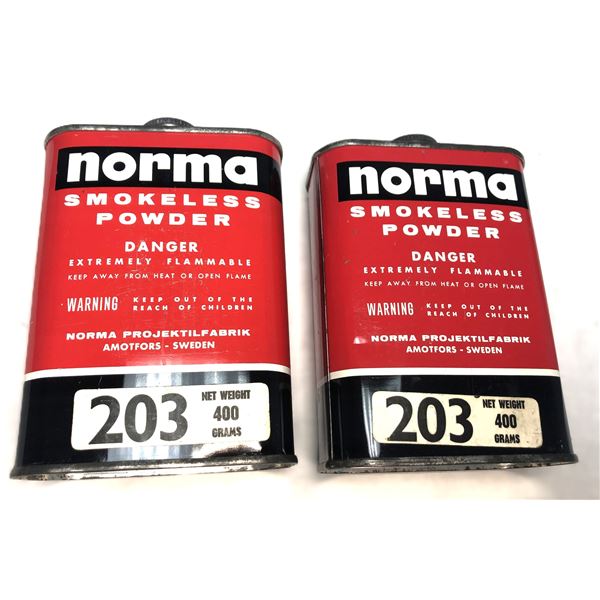 norma
SMOKELESS
POWDER
DANGER
EXTREMELY FLAMMABLE
KEEP AWAY FROM HEAT OR OPEN FLAME
WARNING KEEP OUT OF THE
REACH OF CHILDREN
NORMA PROJEKTILFABRIK
AMOTFORS - SWEDEN
203 NET WEIGHT
400
GRAMS
norma
SMOKELESS
POWDER
DANGER
EXTREMELY FLAMMABLE
KEEP AWAY FROM HEAT OR OPEN FLAME
WARNING KEEP OUT OF THE
REACH OF CHILDREN
NORMA PROJEKTILFABRIK
AMOTFORS - SWEDEN
203 NET WEIGHT
400
GRAMS